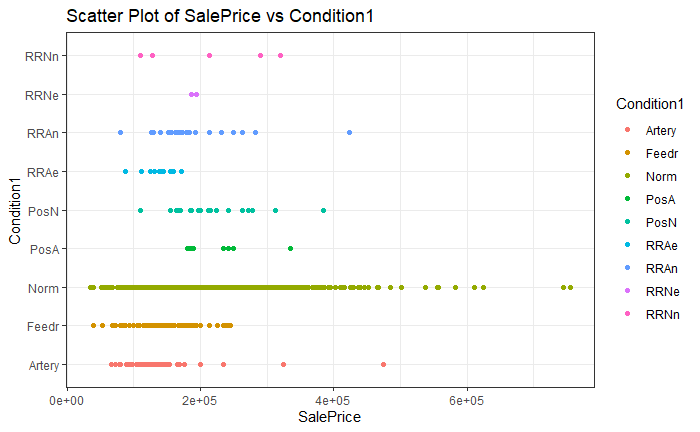 Scatter Plot of SalePrice vs Condition1
RRNn
RRNe
RRAn
RRAe
PosN
PosA
Norm
Feedr
Artery
Condition1
0e+00 2e+05 4e+05 6e+05
SalePrice
Condition1
Artery
Feedr
Norm
PosA
PosN
RRAe
RRAn
RRNe
RRNn